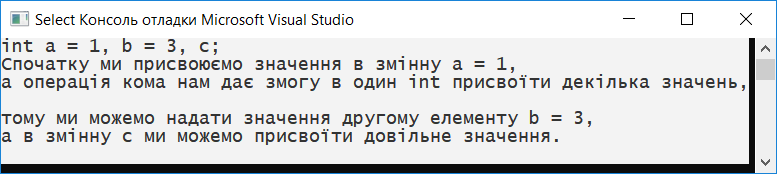 Select Консоль отладки Microsoft Visual Studio
int a = 1, b = 3, c;
Спочатку ми присвоюємо значення в змінну a = 1,
а операція кома нам дає змогу в один int присвоїти декілька значень,
тому ми можемо надати значення другому елементу b = 3,
а в змінну c ми можемо присвоїти довільне значення.